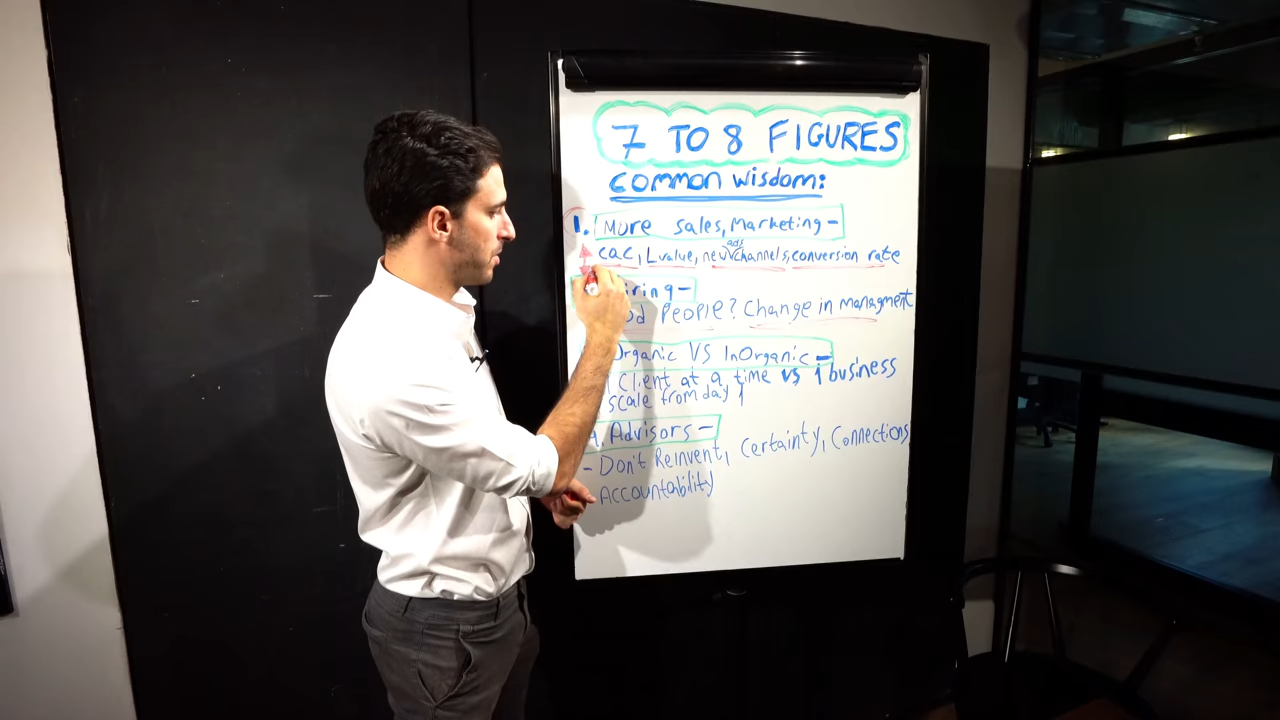 7 TO 8 FIGURES
Common wisdom:
1. More sales, Marketing -
CAC, L value, new ads channels, conversion rate
iring -
od People? Change in managment
Organic VS InOrganic -
1 Client at a time vs 1 business
scale from day 1
4. Advisors -
- Don't Reinvent, Certainty, Connections
- Accountability